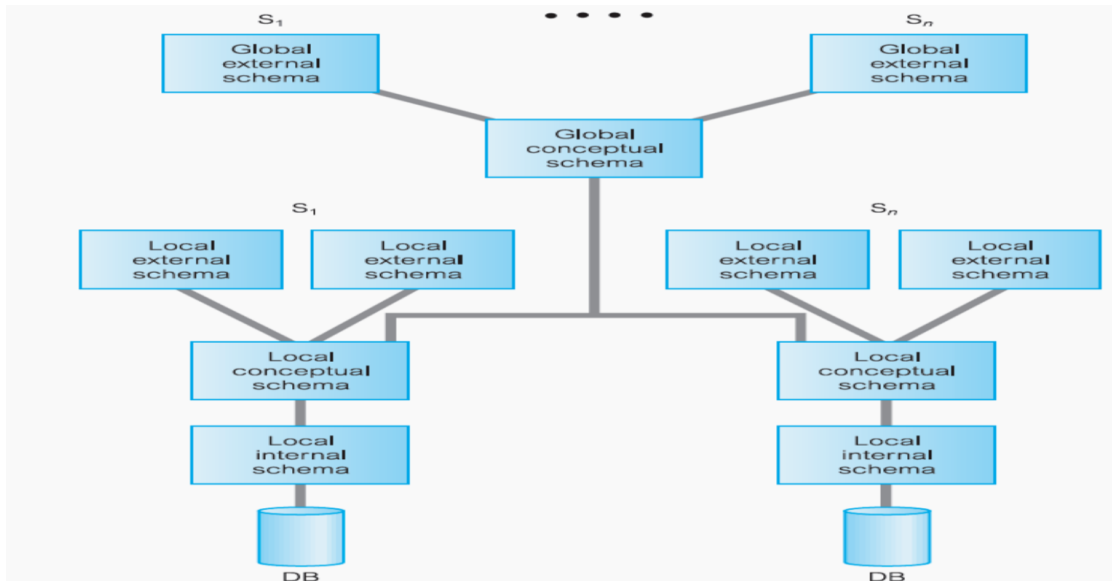 S1
Sn
Global
external
schema
Global
external
schema
Global
conceptual
schema
S1
Sn
Local
external
schema
Local
external
schema
Local
external
schema
Local
external
schema
Local
conceptual
schema
Local
conceptual
schema
Local
internal
schema
Local
internal
schema
DB
DB